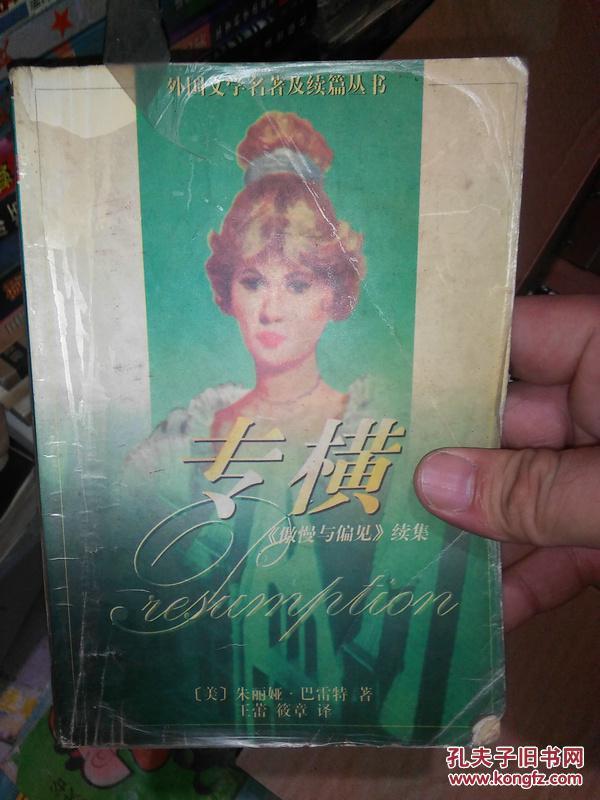 外国文学名著及续篇丛书
专横
《傲慢与偏见》续集
Presumption
〔美〕朱丽娅·巴雷特 著
王蕾 筱章 译
孔夫子旧书网
www.kongfz.com